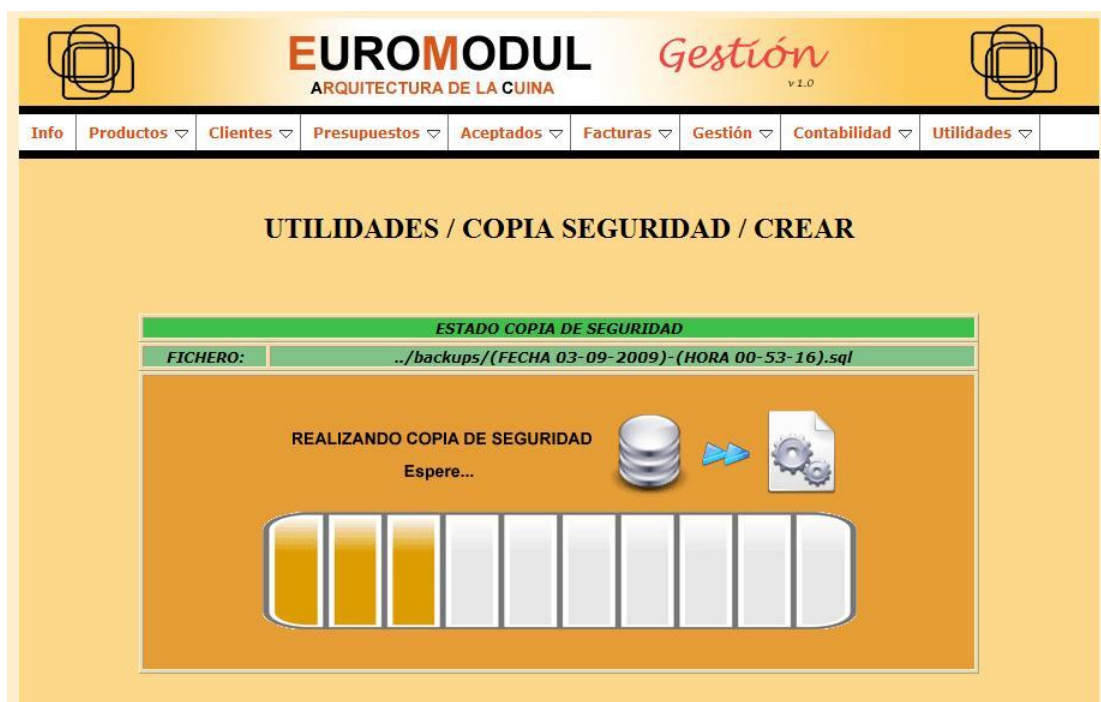 EUROMODUL Gestión
ARQUITECTURA DE LA CUINA v 1.0
Info Productos Clientes Presupuestos Aceptados Facturas Gestión Contabilidad Utilidades
UTILIDADES / COPIA SEGURIDAD / CREAR
ESTADO COPIA DE SEGURIDAD
FICHERO: ../backups/(FECHA 03-09-2009)-(HORA 00-53-16).sql
REALIZANDO COPIA DE SEGURIDAD
Espere...